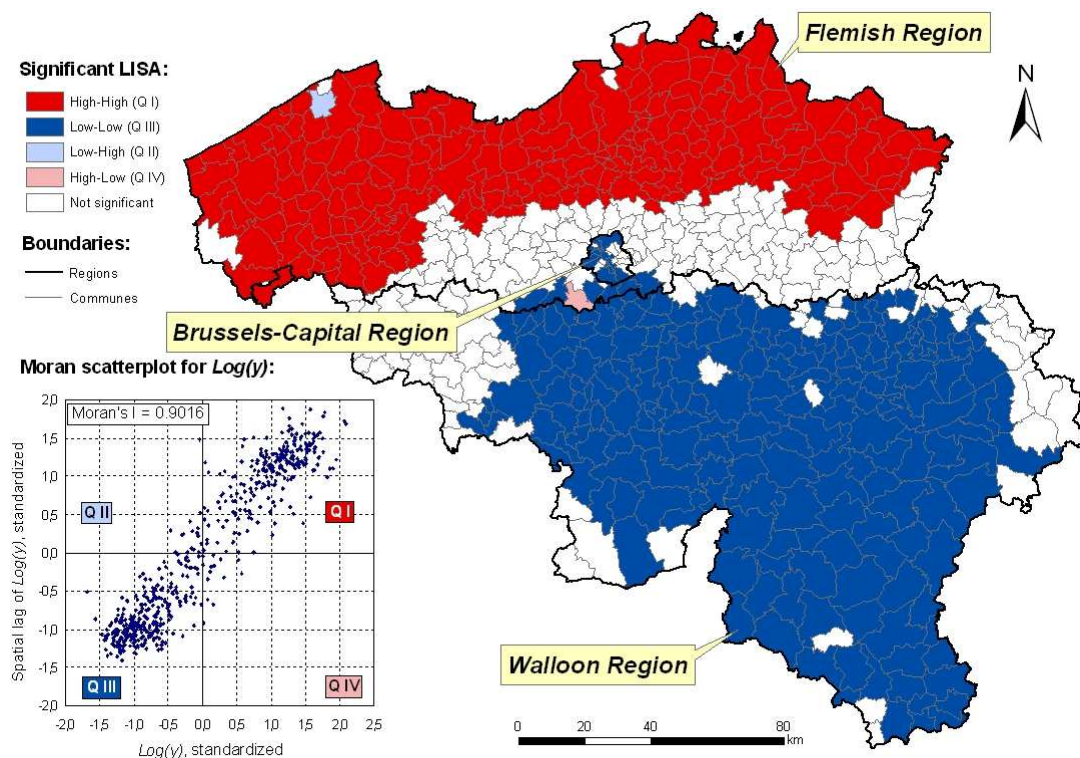 Flemish Region
Significant LISA:
High-High (Q I)
Low-Low (Q III)
Low-High (Q II)
High-Low (Q IV)
Not significant
N
Boundaries:
Regions
Communes
Brussels-Capital Region
Moran scatterplot for Log(y):
Moran's I = 0.9016
Spatial lag of Log(y), standardized
2,0
1,5
1,0
0,5
0,0
-0,5
-1,0
-1,5
-2,0
Q II
Q I
Q III
Q IV
-2,0 -1,5 -1,0 -0,5 0,0 0,5 1,0 1,5 2,0 2,5
Log(y), standardized
Walloon Region
0 20 40 60 80
km